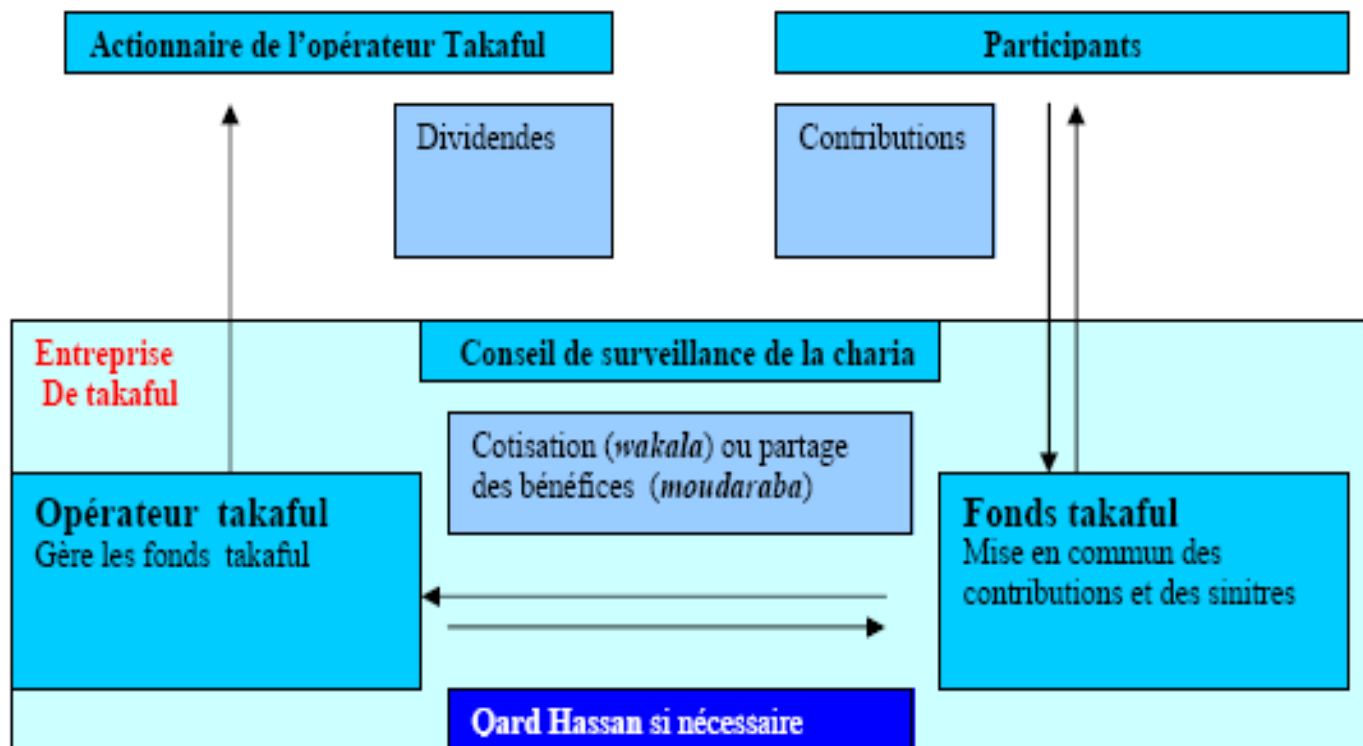 Actionnaire de l'opérateur Takaful
Participants
Dividendes
Contributions
Entreprise
De takaful
Conseil de surveillance de la charia
Cotisation (wakala) ou partage
des bénéfices (moudaraba)
Opérateur takaful
Gère les fonds takaful
Fonds takaful
Mise en commun des
contributions et des sinitres
Qard Hassan si nécessaire